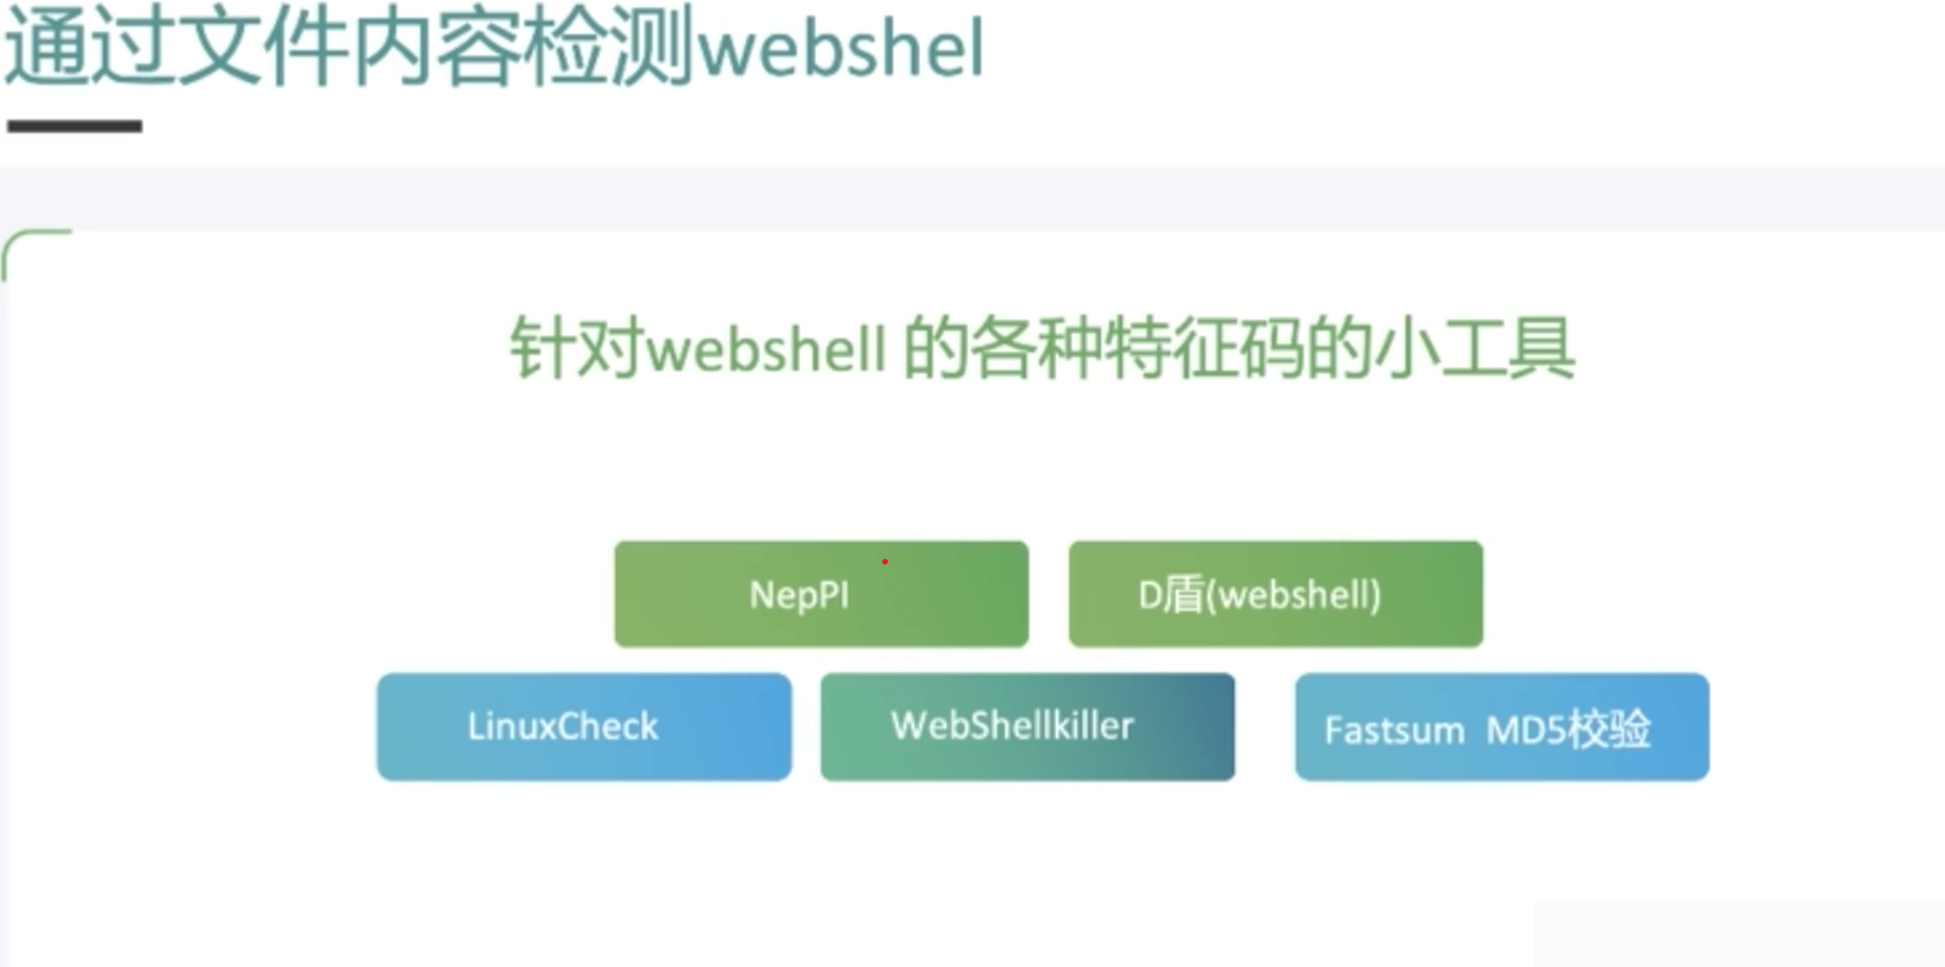 通过文件内容检测webshel
针对webshell 的各种特征码的小工具
NepPI
D盾(webshell)
LinuxCheck
WebShellkiller
Fastsum MD5校验